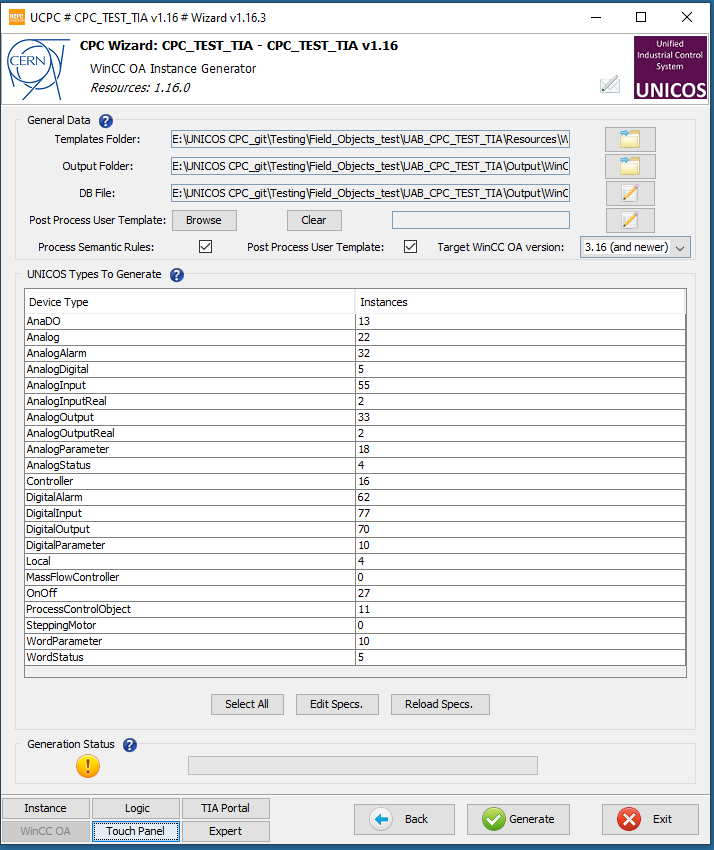 UCPC # CPC_TEST_TIA v1.16 # Wizard v1.16.3
CERN
CPC Wizard: CPC_TEST_TIA - CPC_TEST_TIA v1.16
WinCC OA Instance Generator
Resources: 1.16.0
Unified
Industrial Control
System
UNICOS
General Data ?
Templates Folder: E:\UNICOS CPC_git\Testing\Field_Objects_test\UAB_CPC_TEST_TIA\Resources\W
Output Folder: E:\UNICOS CPC_git\Testing\Field_Objects_test\UAB_CPC_TEST_TIA\Output\WinC
DB File: E:\UNICOS CPC_git\Testing\Field_Objects_test\UAB_CPC_TEST_TIA\Output\WinC
Post Process User Template: Browse Clear
Process Semantic Rules: Post Process User Template: Target WinCC OA version: 3.16 (and newer)
UNICOS Types To Generate ?
Device Type Instances
AnaDO 13
Analog 22
AnalogAlarm 32
AnalogDigital 5
AnalogInput 55
AnalogInputReal 2
AnalogOutput 33
AnalogOutputReal 2
AnalogParameter 18
AnalogStatus 4
Controller 16
DigitalAlarm 62
DigitalInput 77
DigitalOutput 70
DigitalParameter 10
Local 4
MassFlowController 0
OnOff 27
ProcessControlObject 11
SteppingMotor 0
WordParameter 10
WordStatus 5
Select All Edit Specs. Reload Specs.
Generation Status ?
!
Instance Logic TIA Portal
WinCC OA Touch Panel Expert
Back Generate Exit